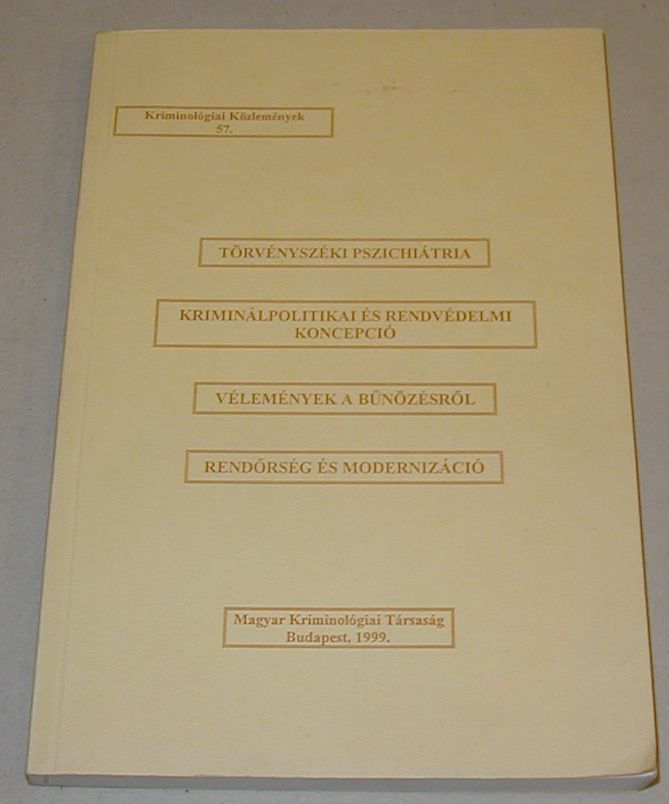 Kriminológiai Közlemények
57.
TÖRVÉNYSZÉKI PSZICHIÁTRIA
KRIMINÁLPOLITIKAI ÉS RENDVÉDELMI
KONCEPCIÓ
VÉLEMÉNYEK A BŰNÖZÉSRŐL
RENDŐRSÉG ÉS MODERNIZÁCIÓ
Magyar Kriminológiai Társaság
Budapest, 1999.